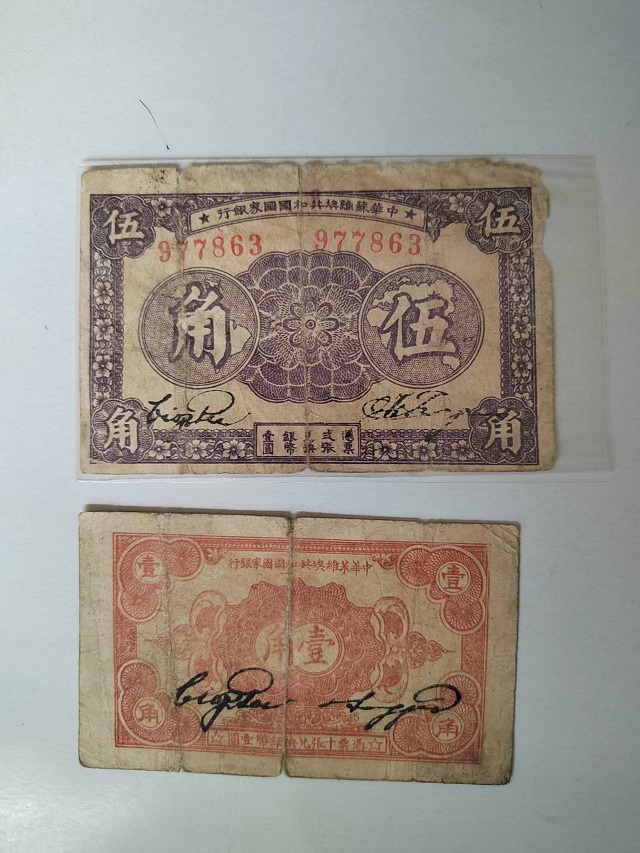 ★ 行銀家國國和共埃維蘇華中 ★
伍 伍
977863 977863
角 伍
角 角
憑票
弍張
兌換
銀幣
壹圓
行銀家國國和共埃維蘇華中
壹 壹
角壹
角 角
☆圓壹幣銀換兌張十票憑☆